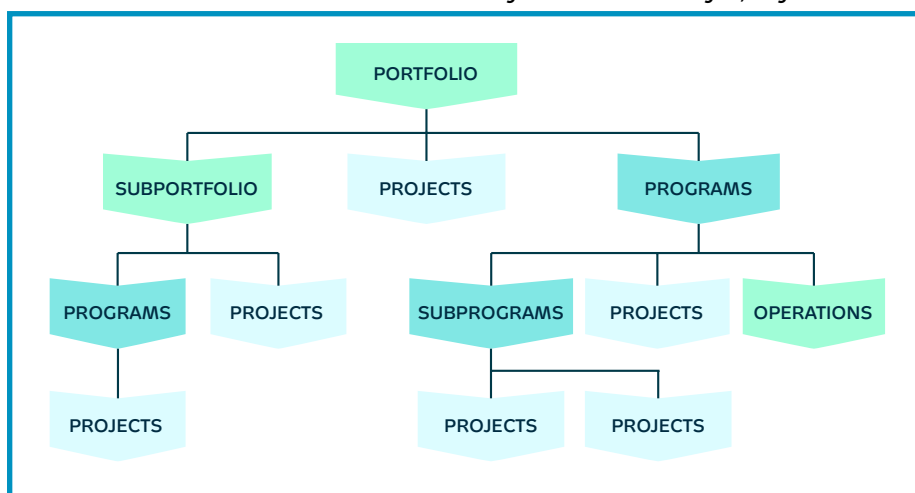 PORTFOLIO
SUBPORTFOLIO
PROJECTS
PROGRAMS
PROGRAMS
PROJECTS
SUBPROGRAMS
PROJECTS
OPERATIONS
PROJECTS
PROJECTS
PROJECTS